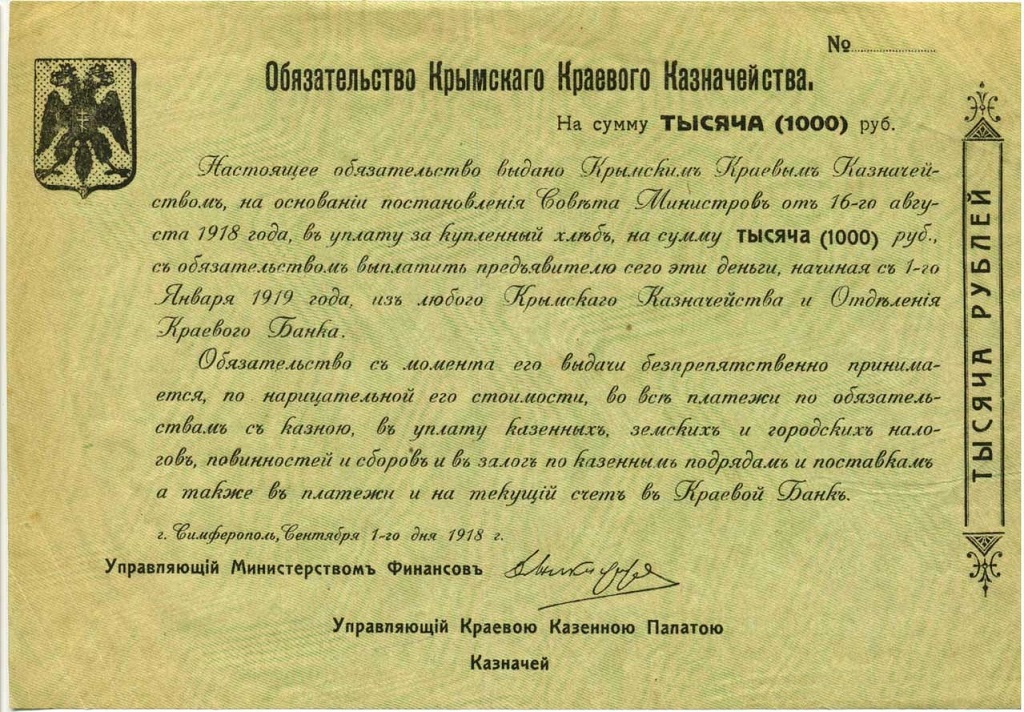 №
Обязательство Крымскаго Краевого Казначейства.
На сумму ТЫСЯЧА (1000) руб.
Настоящее обязательство выдано Крымскимъ Краевымъ Казначей-
ствомъ, на основаніи постановленія Совѣта Министровъ отъ 16-го авгу-
ста 1918 года, въ уплату за купленный хлѣбъ, на сумму ТЫСЯЧА (1000) руб.,
съ обязательствомъ выплатить предъявителю сего эти деньги, начиная съ 1-го
Января 1919 года, изъ любого Крымскаго Казначейства и Отдѣленія
Краевого Банка.
Обязательство съ момента его выдачи безпрепятственно принима-
ется, по нарицательной его стоимости, во всѣ платежи по обязатель-
ствамъ съ казною, въ уплату казенныхъ, земскихъ и городскихъ нало-
говъ, повинностей и сборовъ и въ залогъ по казеннымъ подрядамъ и поставкамъ
а также въ платежи и на текущій счетъ въ Краевой Банкъ.
г. Симферополь, Сентября 1-го дня 1918 г.
Управляющій Министерствомъ Финансовъ
Управляющій Краевою Казенною Палатою
Казначей
ТЫСЯЧА РУБЛЕЙ